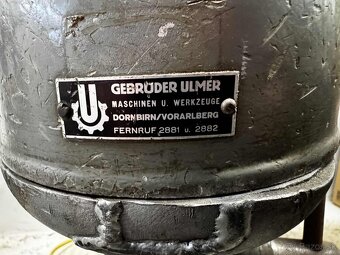 U
GEBRÜDER ULMER
MASCHINEN U. WERKZEUGE
DORNBIRN/VORARLBERG
FERNRUF 2881 u. 2882